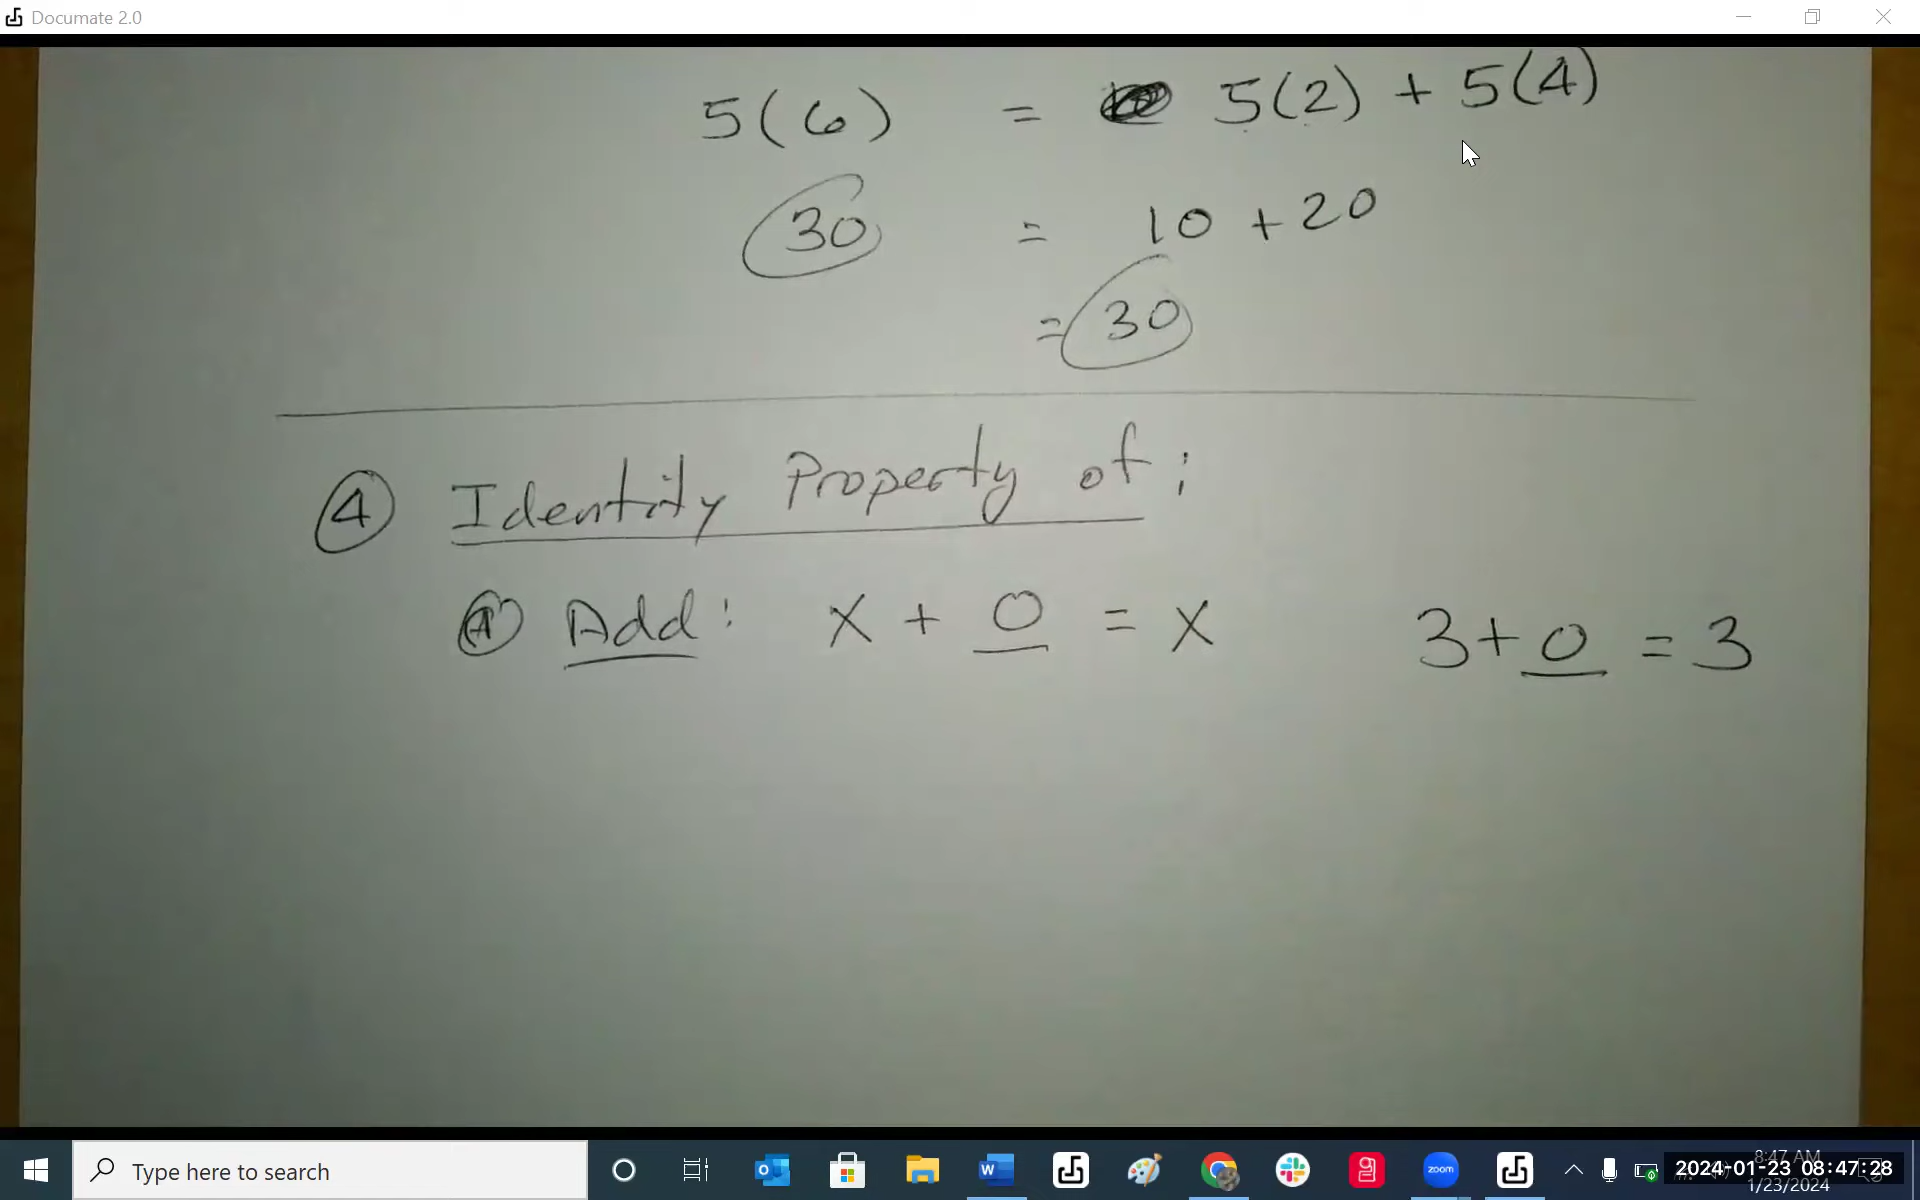 Documate 2.0
5(6) = 5(2) + 5(4)
30 = 10 + 20
= 30
④ Identity Property of:
Ⓐ Add: x + 0 = x 3 + 0 = 3
Type here to search
zoom
8:47 AM
2024-01-23 08:47:28
1/23/2024